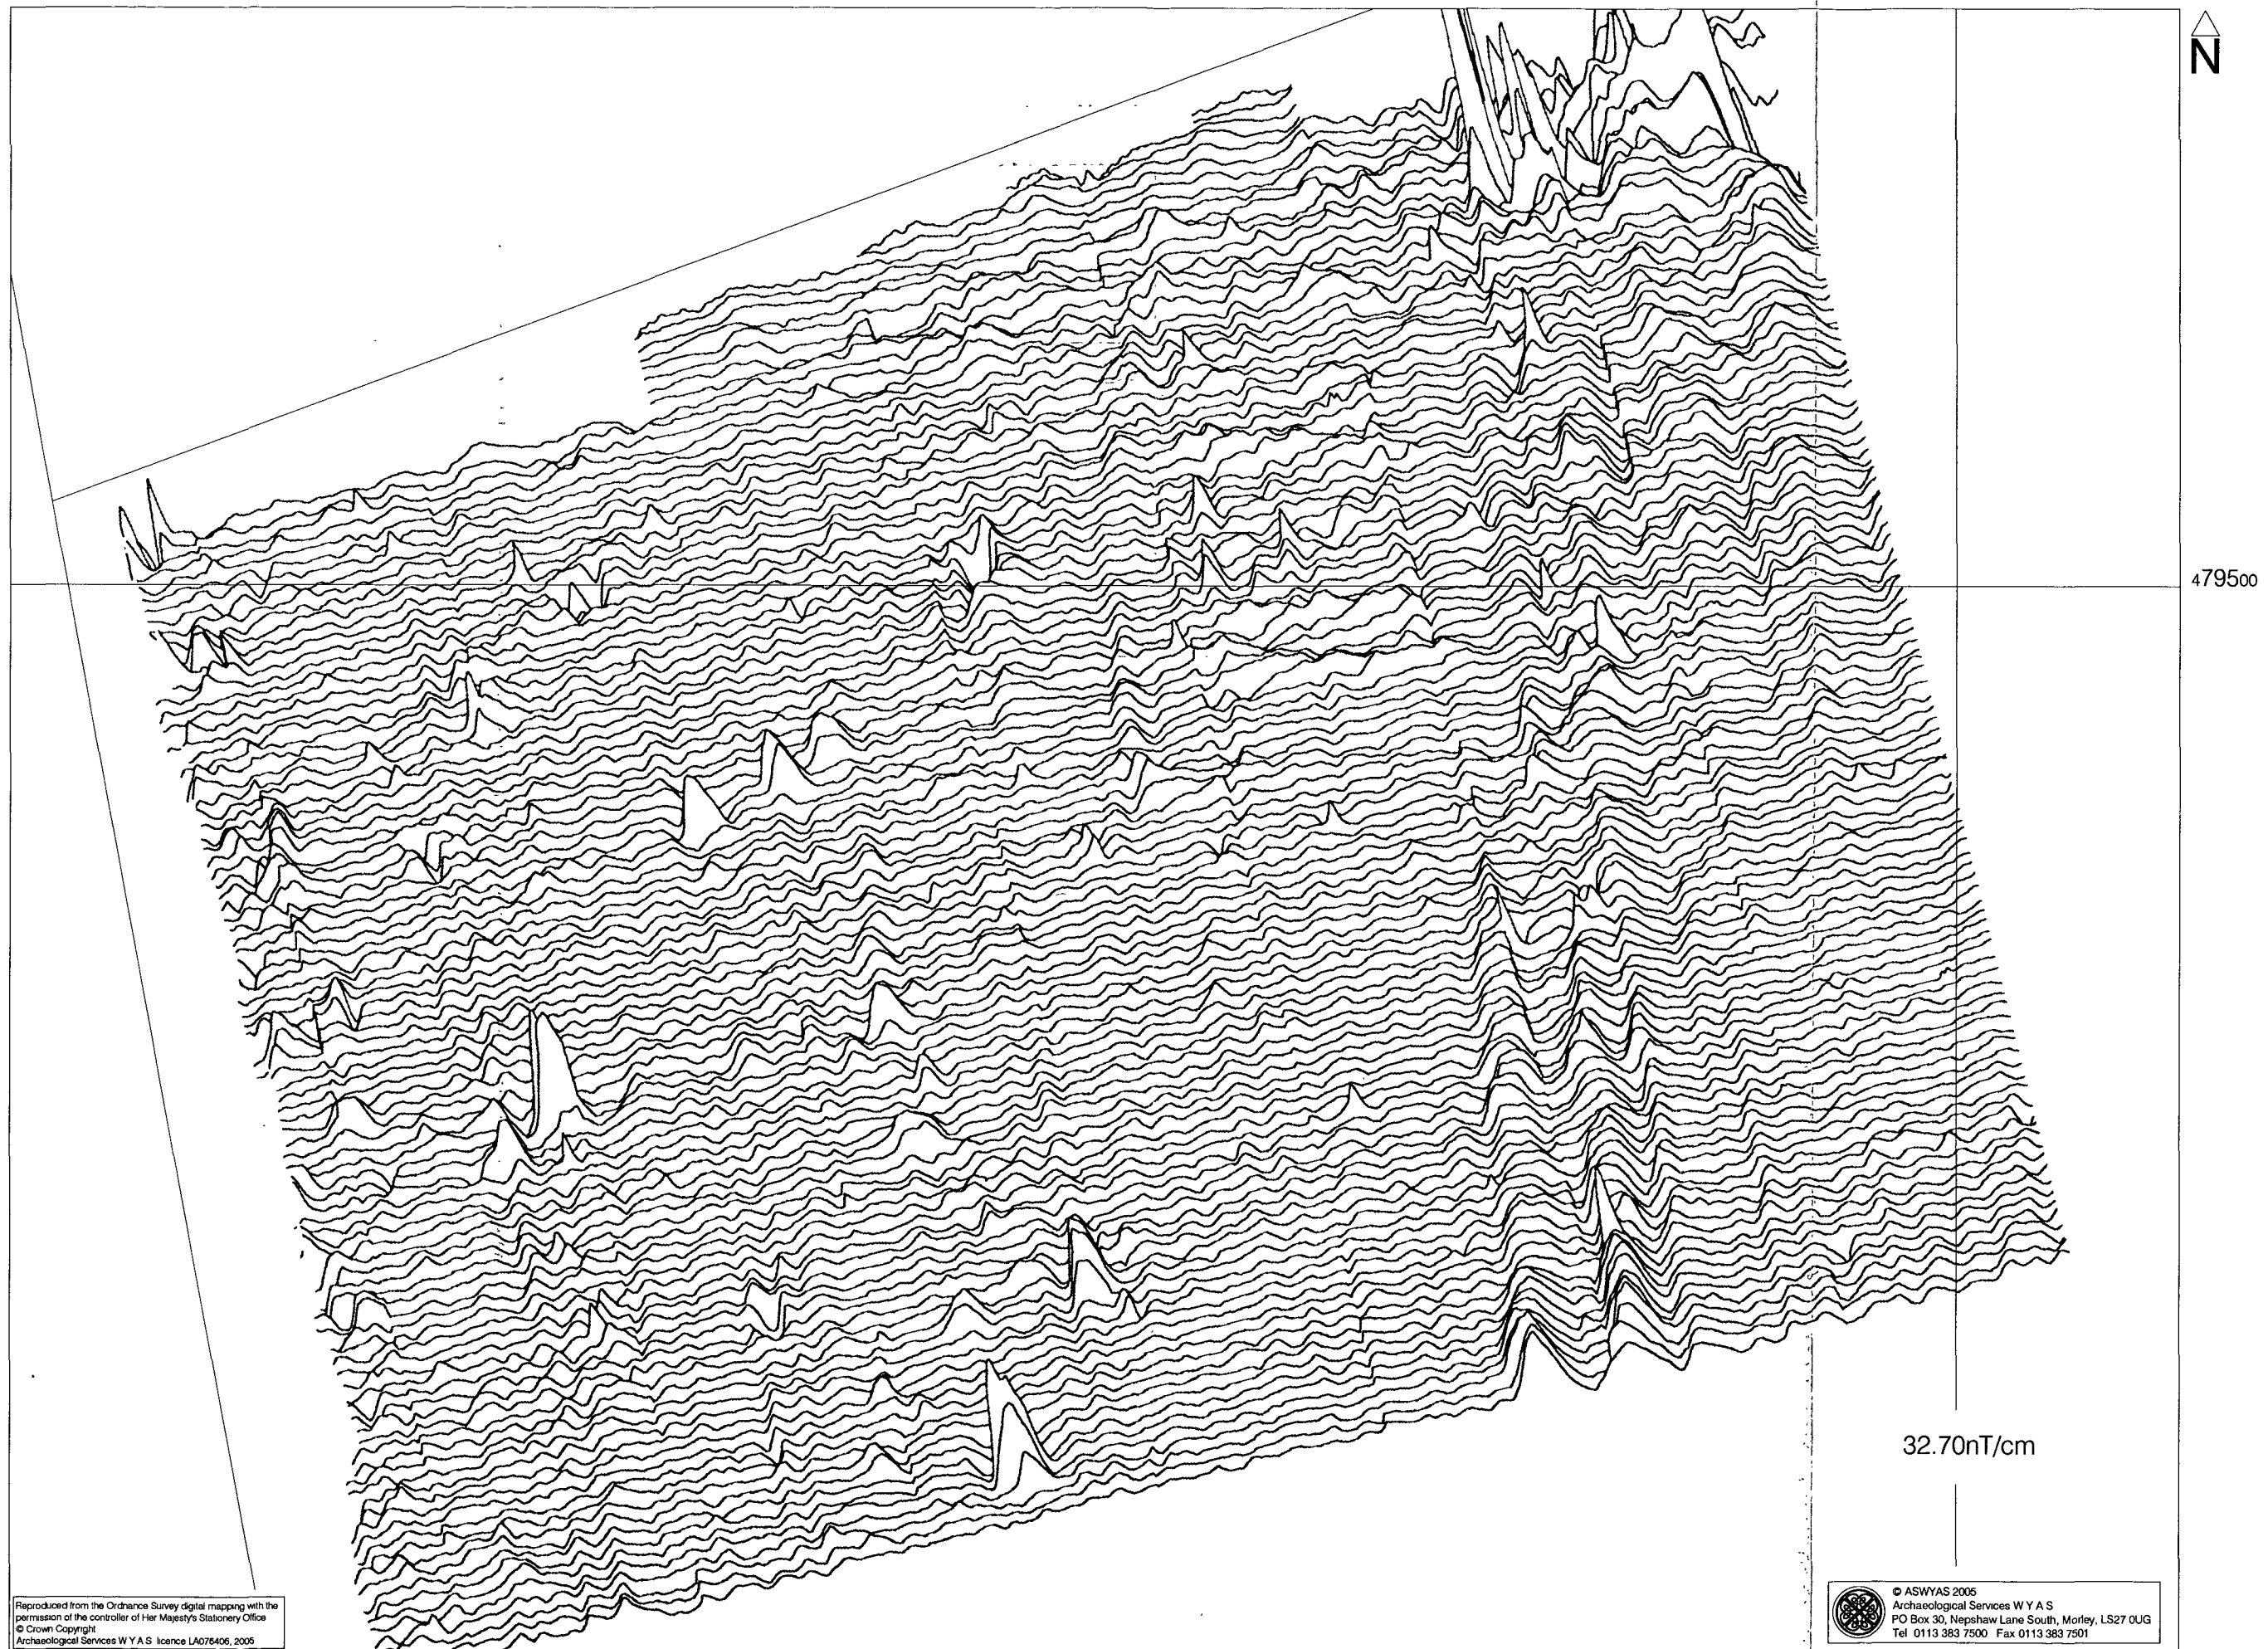 N
479500
32.70nT/cm
Reproduced from the Ordnance Survey digital mapping with the
permission of the controller of Her Majesty's Stationery Office
© Crown Copyright
Archaeological Services W Y A S licence LA076406, 2005
© ASWYAS 2005
Archaeological Services W Y A S
PO Box 30, Nepshaw Lane South, Morley, LS27 0UG
Tel 0113 383 7500 Fax 0113 383 7501